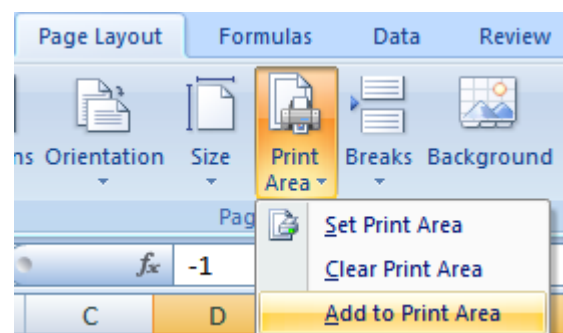 Page Layout Formulas Data Review
ns Orientation Size Print Area Breaks Background
Pag
Set Print Area
Clear Print Area
Add to Print Area
fx -1
C D